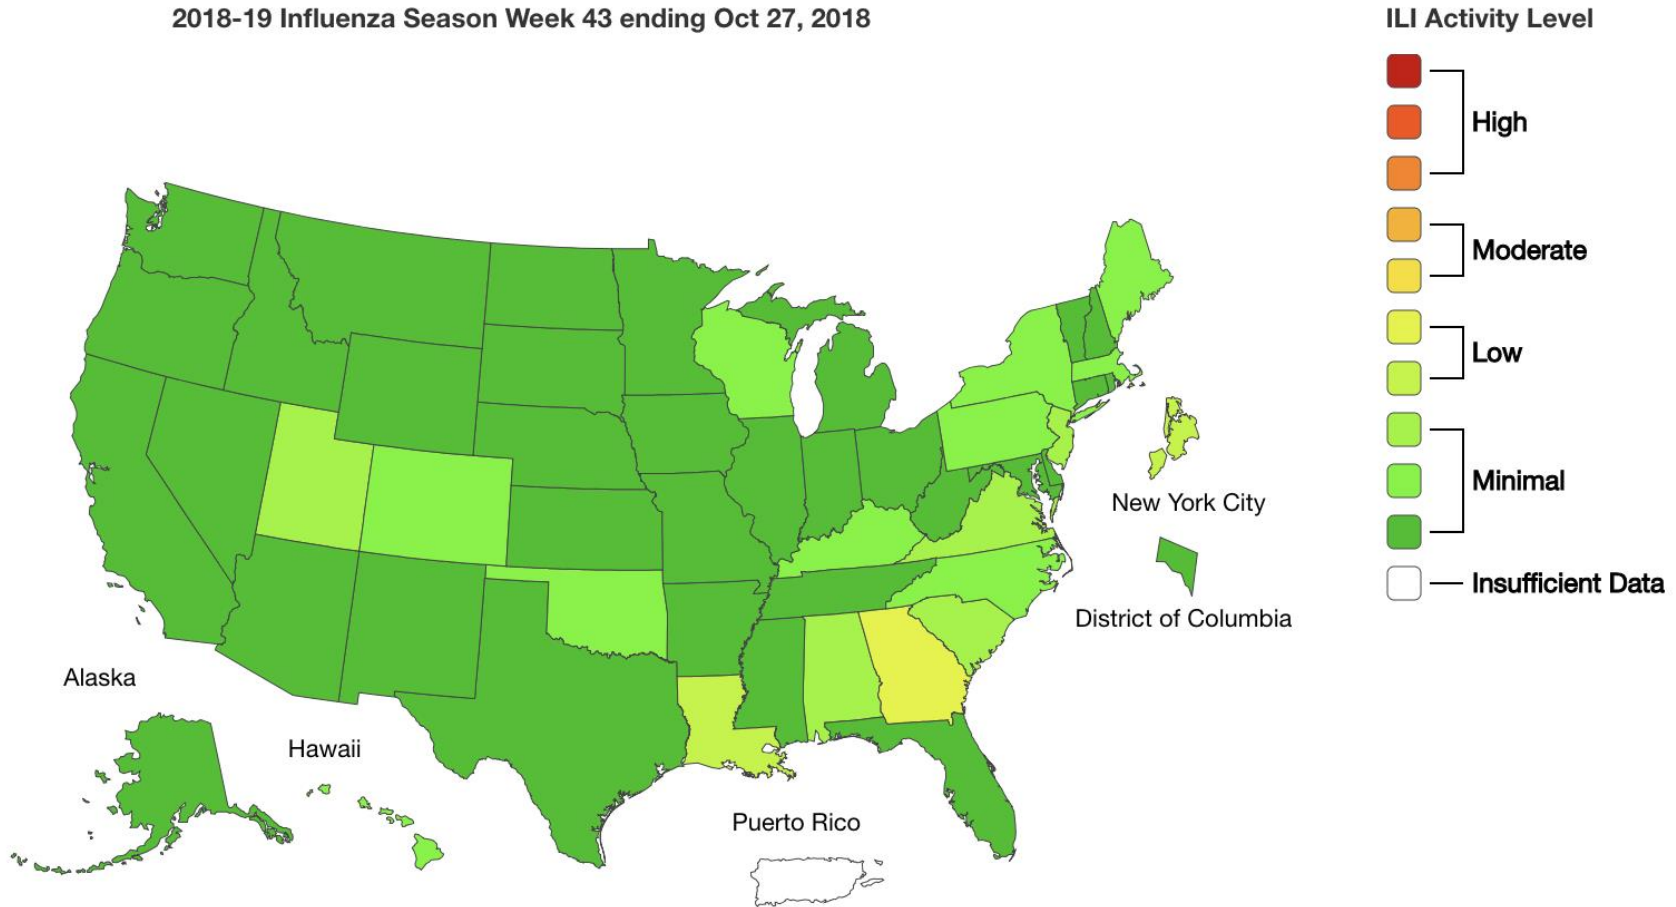 2018-19 Influenza Season Week 43 ending Oct 27, 2018
ILI Activity Level
High
Moderate
Low
Minimal
Insufficient Data
New York City
District of Columbia
Alaska
Hawaii
Puerto Rico